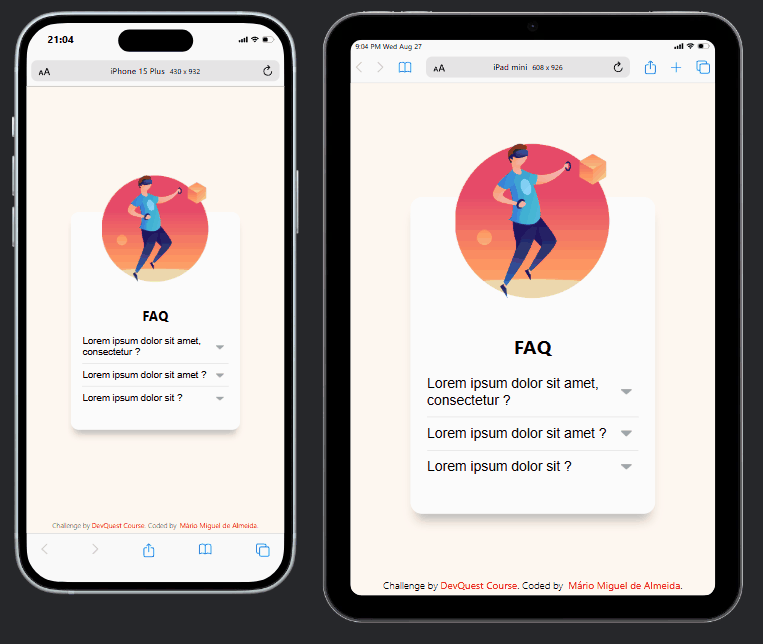 21:04
AA
iPhone 15 Plus 430 x 932
FAQ
Lorem ipsum dolor sit amet,
consectetur ?
Lorem ipsum dolor sit amet ?
Lorem ipsum dolor sit ?
Challenge by DevQuest Course. Coded by Mário Miguel de Almeida.
9:04 PM Wed Aug 27
AA
iPad mini 608 x 926
FAQ
Lorem ipsum dolor sit amet,
consectetur ?
Lorem ipsum dolor sit amet ?
Lorem ipsum dolor sit ?
Challenge by DevQuest Course. Coded by Mário Miguel de Almeida.